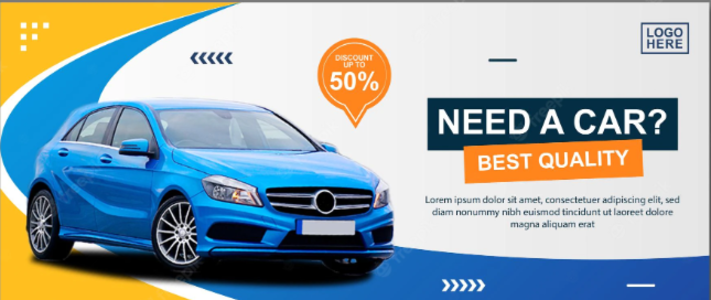 LOGO
HERE
DISCOUNT
UP TO
50%
NEED A CAR?
BEST QUALITY
Lorem ipsum dolor sit amet, consectetuer adipiscing elit, sed
diam nonummy nibh euismod tincidunt ut laoreet dolore
magna aliquam erat